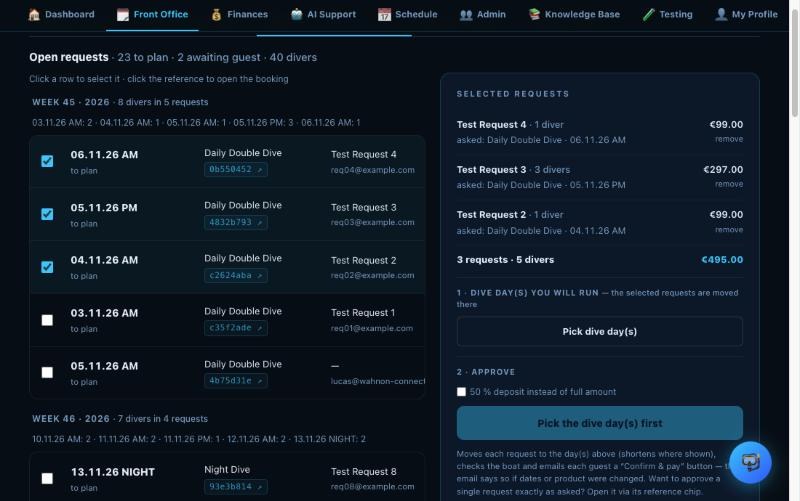 Dashboard
Front Office
Finances
AI Support
Schedule
Admin
Knowledge Base
Testing
My Profile
Open requests · 23 to plan · 2 awaiting guest · 40 divers
Click a row to select it · click the reference to open the booking
WEEK 45 · 2026 · 8 divers in 5 requests
03.11.26 AM: 2 · 04.11.26 AM: 1 · 05.11.26 AM: 1 · 05.11.26 PM: 3 · 06.11.26 AM: 1
06.11.26 AM
to plan
Daily Double Dive
0b550452 ↗
Test Request 4
req04@example.com
05.11.26 PM
to plan
Daily Double Dive
4832b793 ↗
Test Request 3
req03@example.com
04.11.26 AM
to plan
Daily Double Dive
c2624aba ↗
Test Request 2
req02@example.com
03.11.26 AM
to plan
Daily Double Dive
c35f2ade ↗
Test Request 1
req01@example.com
05.11.26 AM
to plan
Daily Double Dive
4b75d31e ↗
—
lucas@wahnon-connect
WEEK 46 · 2026 · 7 divers in 4 requests
10.11.26 AM: 2 · 11.11.26 AM: 2 · 11.11.26 PM: 1 · 12.11.26 AM: 2 · 13.11.26 NIGHT: 2
13.11.26 NIGHT
to plan
Night Dive
93e3b814 ↗
Test Request 8
req08@example.com
SELECTED REQUESTS
Test Request 4 · 1 diver
€99.00
asked: Daily Double Dive · 06.11.26 AM
remove
Test Request 3 · 3 divers
€297.00
asked: Daily Double Dive · 05.11.26 PM
remove
Test Request 2 · 1 diver
€99.00
asked: Daily Double Dive · 04.11.26 AM
remove
3 requests · 5 divers
€495.00
1 · DIVE DAY(S) YOU WILL RUN — the selected requests are moved
there
Pick dive day(s)
2 · APPROVE
50 % deposit instead of full amount
Pick the dive day(s) first
Moves each request to the day(s) above (shortens where shown),
checks the boat and emails each guest a "Confirm & pay" button —
email says so if dates or product were changed. Want to approve a
single request exactly as asked? Open it via its reference chip.